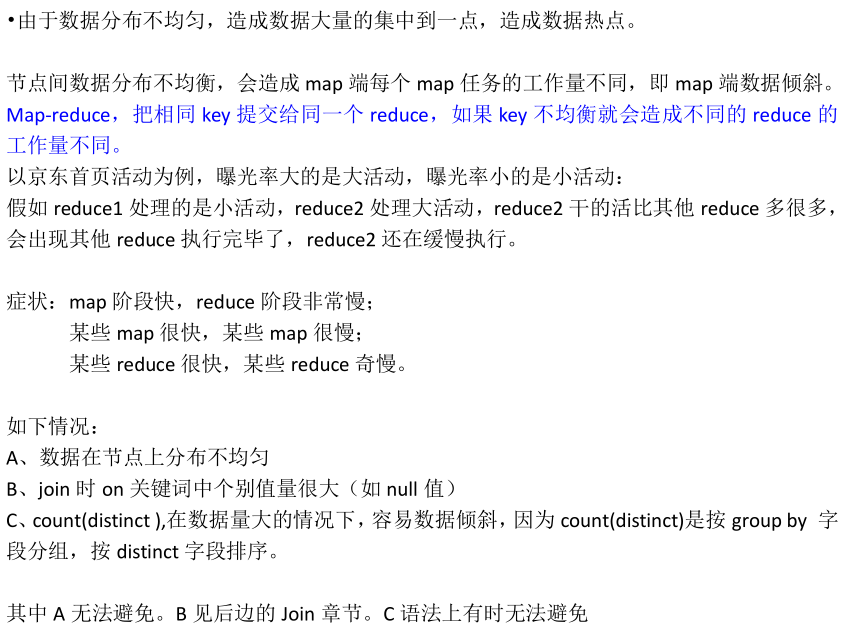 •由于数据分布不均匀，造成数据大量的集中到一点，造成数据热点。
节点间数据分布不均衡，会造成 map 端每个 map 任务的工作量不同，即 map 端数据倾斜。
Map-reduce，把相同 key 提交给同一个 reduce，如果 key 不均衡就会造成不同的 reduce 的
工作量不同。
以京东首页活动为例，曝光率大的是大活动，曝光率小的是小活动：
假如 reduce1 处理的是小活动，reduce2 处理大活动，reduce2 干的活比其他 reduce 多很多，
会出现其他 reduce 执行完毕了，reduce2 还在缓慢执行。
症状：map 阶段快，reduce 阶段非常慢；
某些 map 很快，某些 map 很慢；
某些 reduce 很快，某些 reduce 奇慢。
如下情况：
A、数据在节点上分布不均匀
B、join 时 on 关键词中个别值量很大（如 null 值）
C、count(distinct ),在数据量大的情况下，容易数据倾斜，因为 count(distinct)是按 group by 字
段分组，按 distinct 字段排序。
其中 A 无法避免。B 见后边的 Join 章节。C 语法上有时无法避免